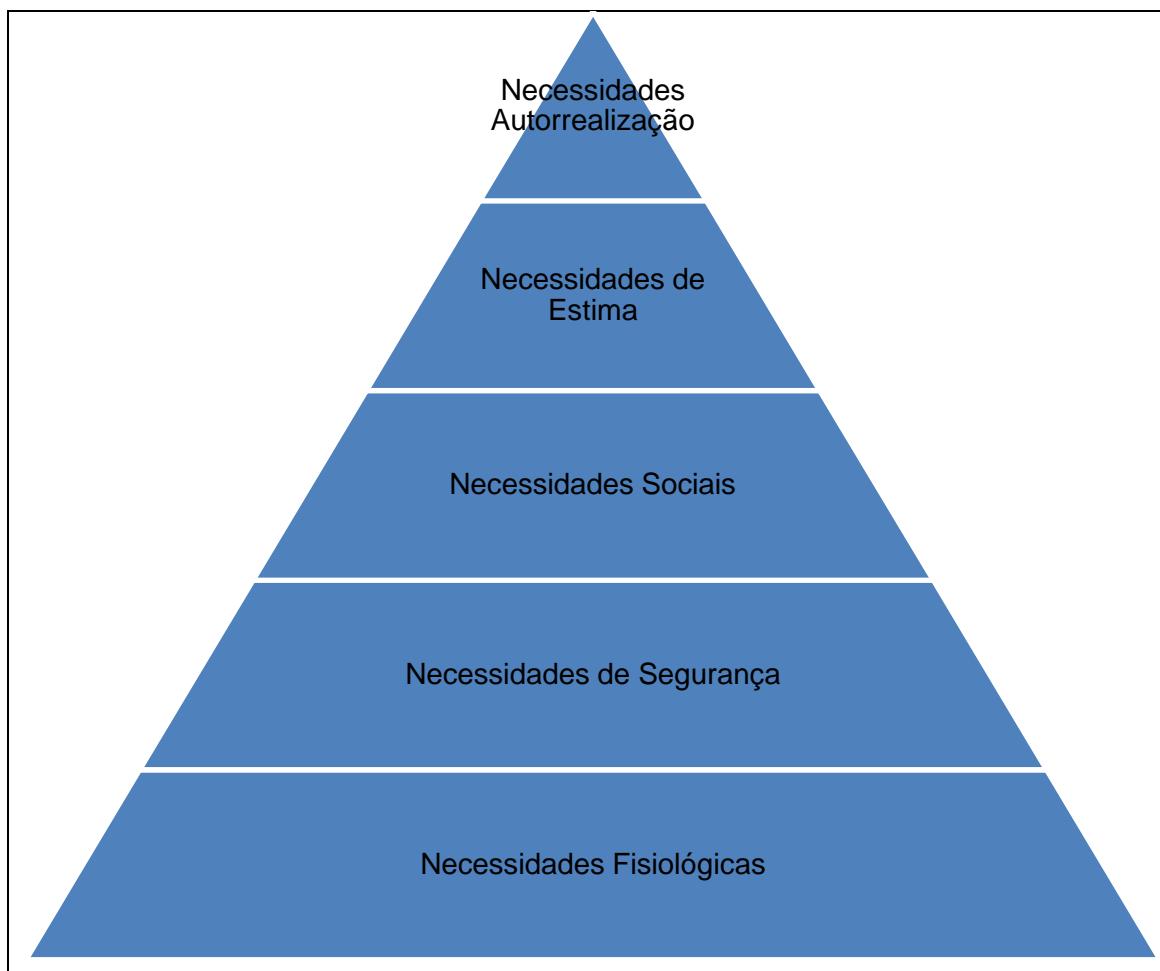 Necessidades
Autorrealização
Necessidades de
Estima
Necessidades Sociais
Necessidades de Segurança
Necessidades Fisiológicas